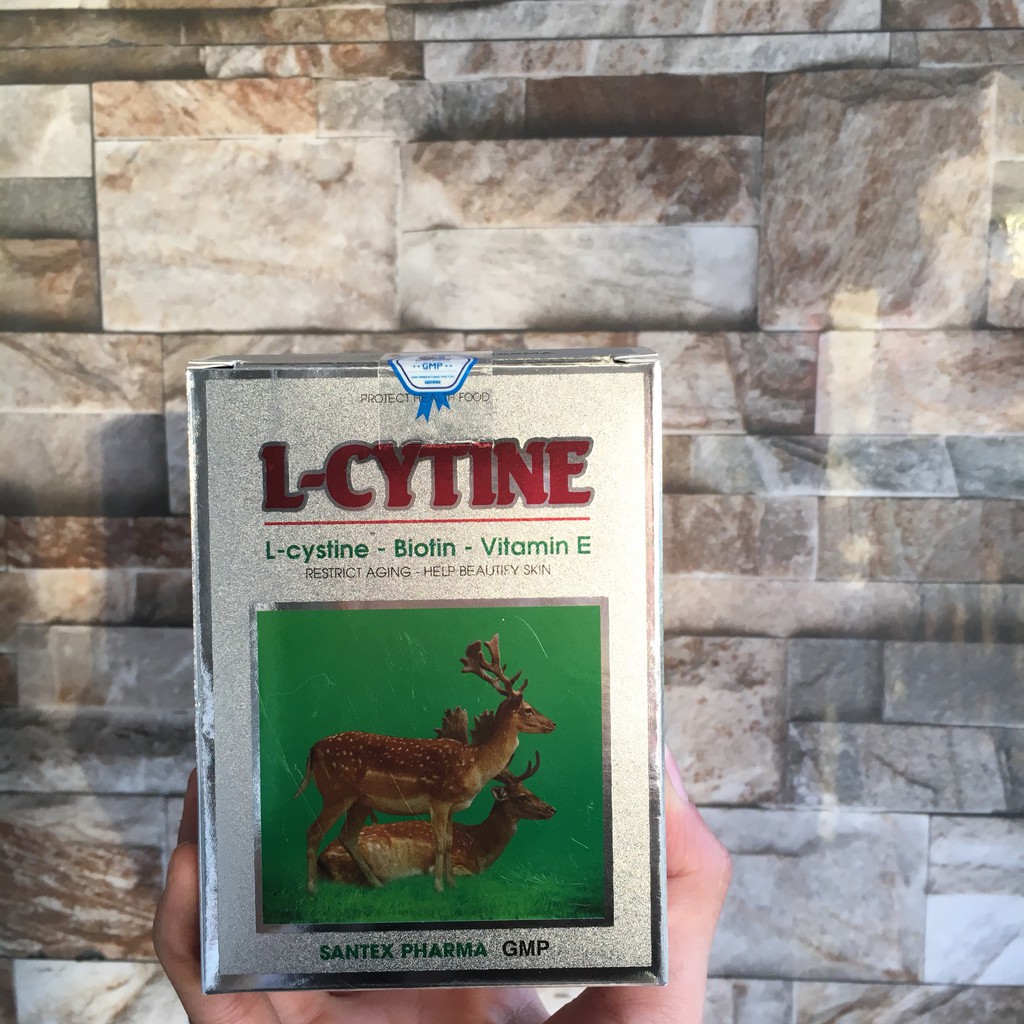 GMP
PROTECT HEALTH FOOD
L-CYTINE
L-cystine - Biotin - Vitamin E
RESTRICT AGING - HELP BEAUTIFY SKIN
SANTEX PHARMA GMP